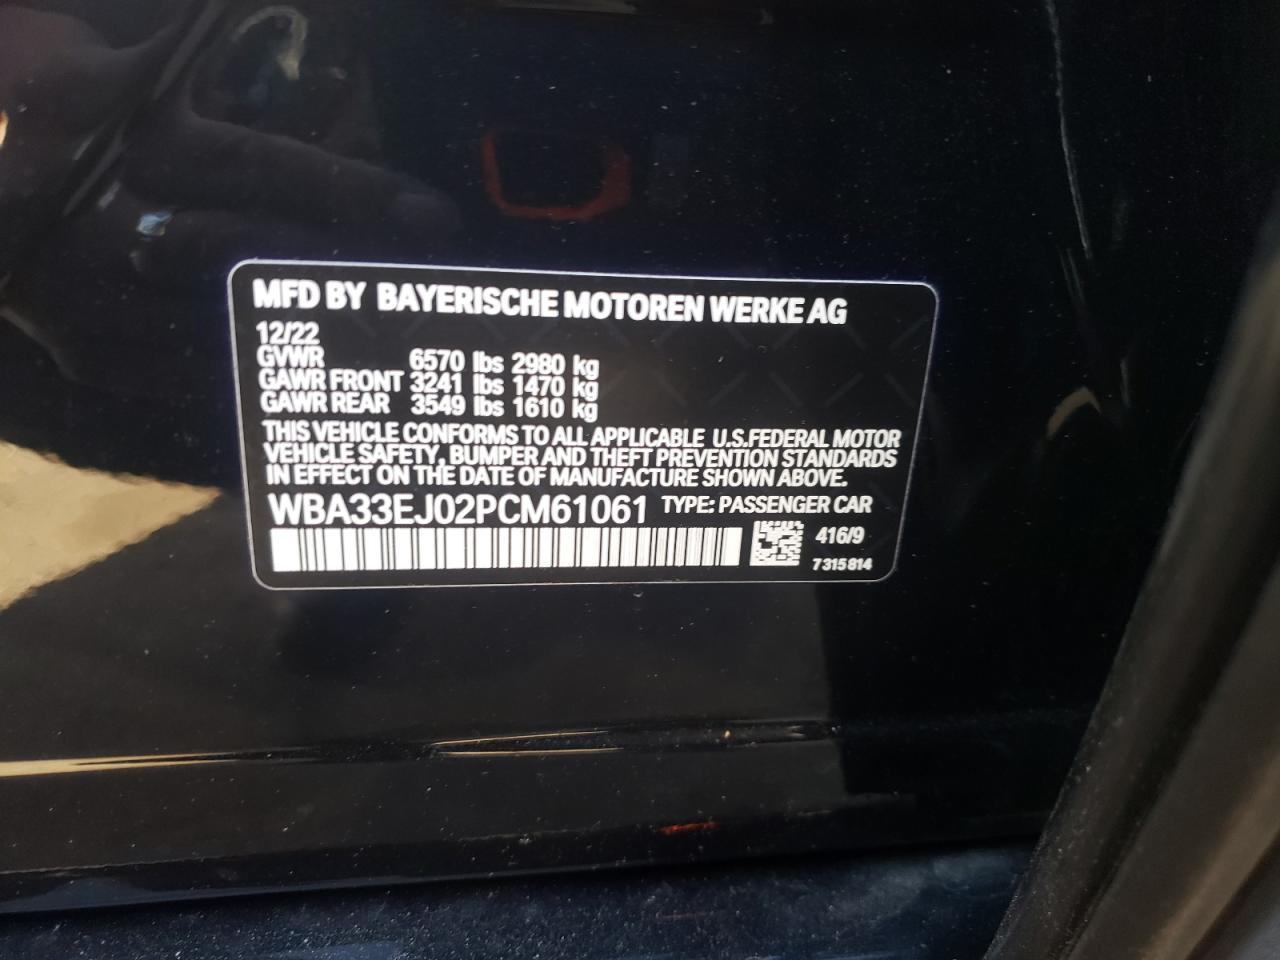 MFD BY BAYERISCHE MOTOREN WERKE AG
12/22
GVWR 6570 lbs 2980 kg
GAWR FRONT 3241 lbs 1470 kg
GAWR REAR 3549 lbs 1610 kg
THIS VEHICLE CONFORMS TO ALL APPLICABLE U.S.FEDERAL MOTOR
VEHICLE SAFETY, BUMPER AND THEFT PREVENTION STANDARDS
IN EFFECT ON THE DATE OF MANUFACTURE SHOWN ABOVE.
WBA33EJ02PCM61061 TYPE: PASSENGER CAR
416/9
7315814